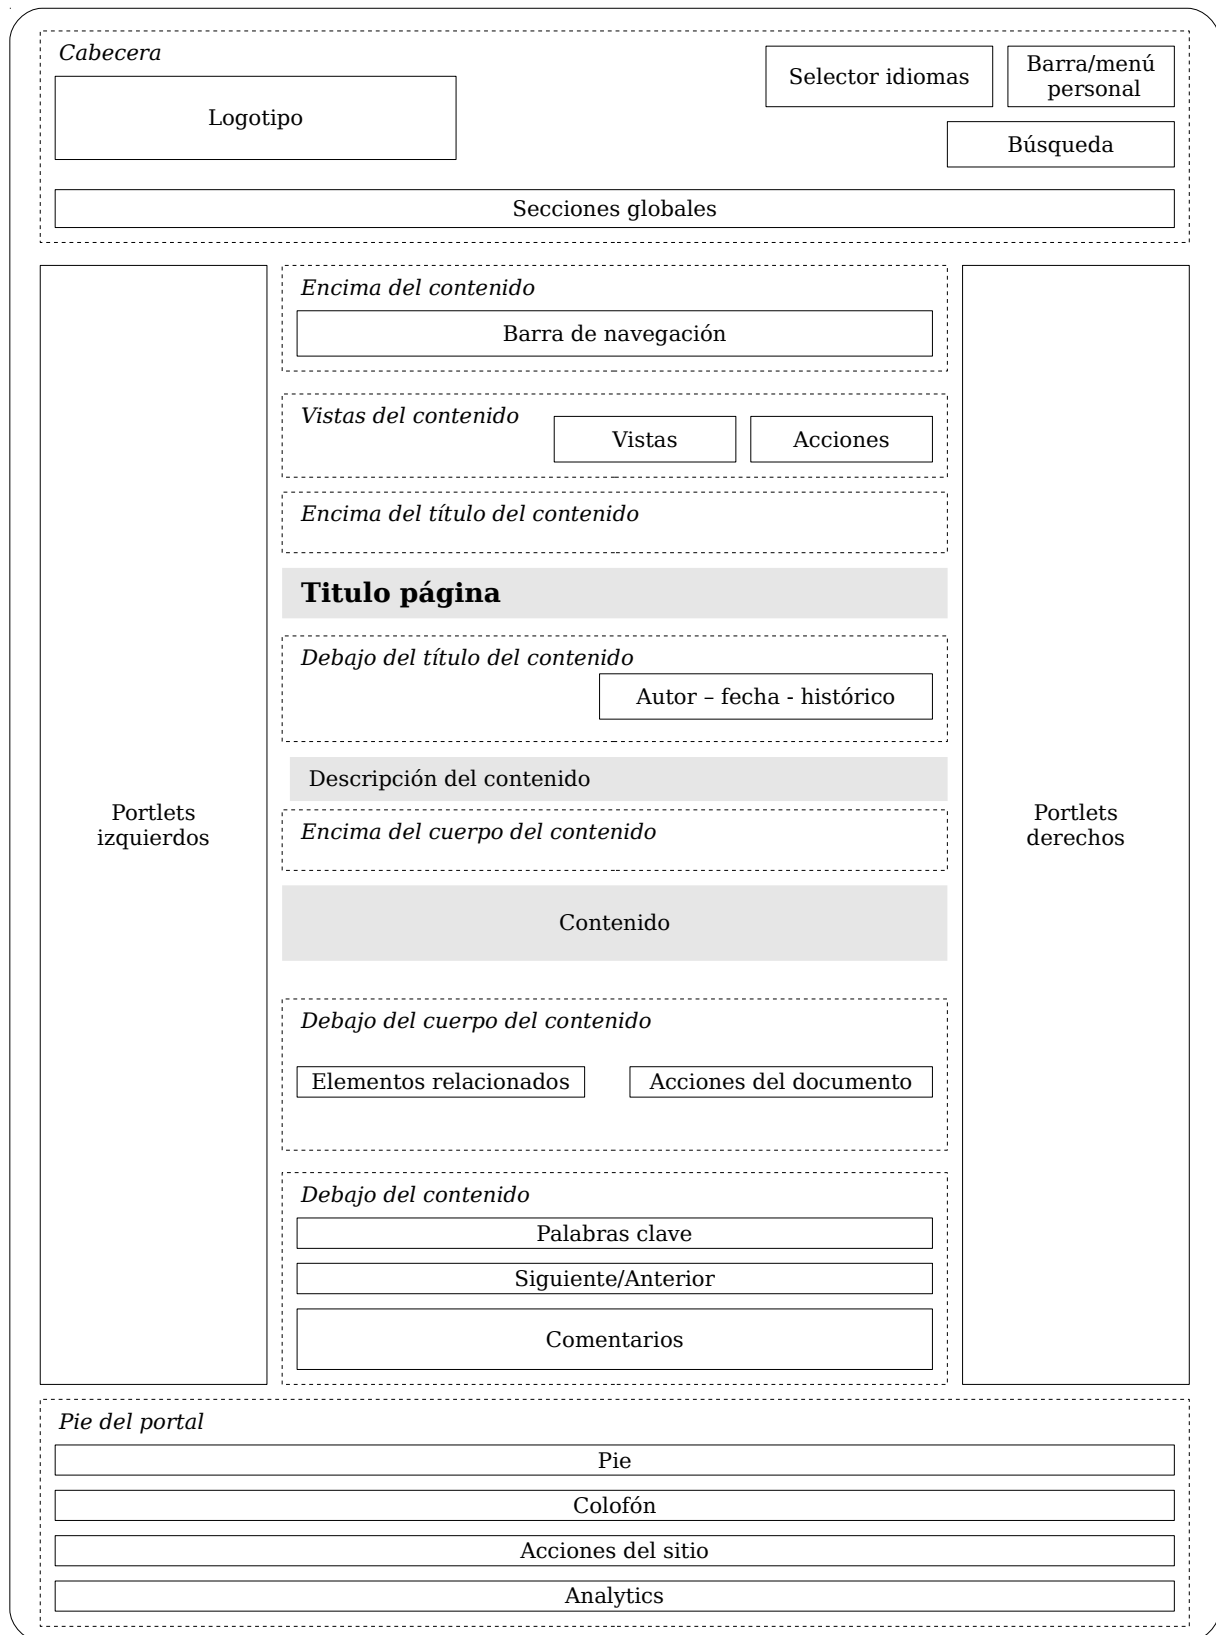 Cabecera
Selector idiomas
Barra/menú
personal
Logotipo
Búsqueda
Secciones globales
Portlets
izquierdos
Encima del contenido
Barra de navegación
Vistas del contenido
Vistas
Acciones
Encima del título del contenido
Titulo página
Debajo del título del contenido
Autor – fecha - histórico
Descripción del contenido
Encima del cuerpo del contenido
Contenido
Debajo del cuerpo del contenido
Elementos relacionados
Acciones del documento
Debajo del contenido
Palabras clave
Siguiente/Anterior
Comentarios
Portlets
derechos
Pie del portal
Pie
Colofón
Acciones del sitio
Analytics